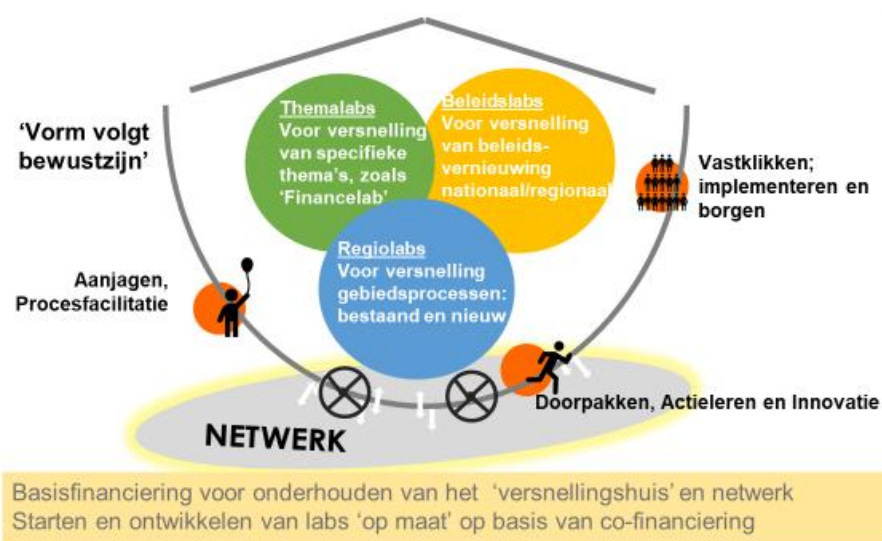 'Vorm volgt
bewustzijn'
Themalabs
Voor versnelling
van specifieke
thema's, zoals
'Financelab'
Beleidslabs
Voor versnelling
van beleids-
vernieuwing
nationaal/regionaal
Vastklikken;
implementeren en
borgen
Regiolabs
Voor versnelling
gebiedsprocessen:
bestaand en nieuw
Aanjagen,
Procesfacilitatie
Doorpakken, Actieleren en Innovatie
NETWERK
Basisfinanciering voor onderhouden van het 'versnellingshuis' en netwerk
Starten en ontwikkelen van labs 'op maat' op basis van co-financiering